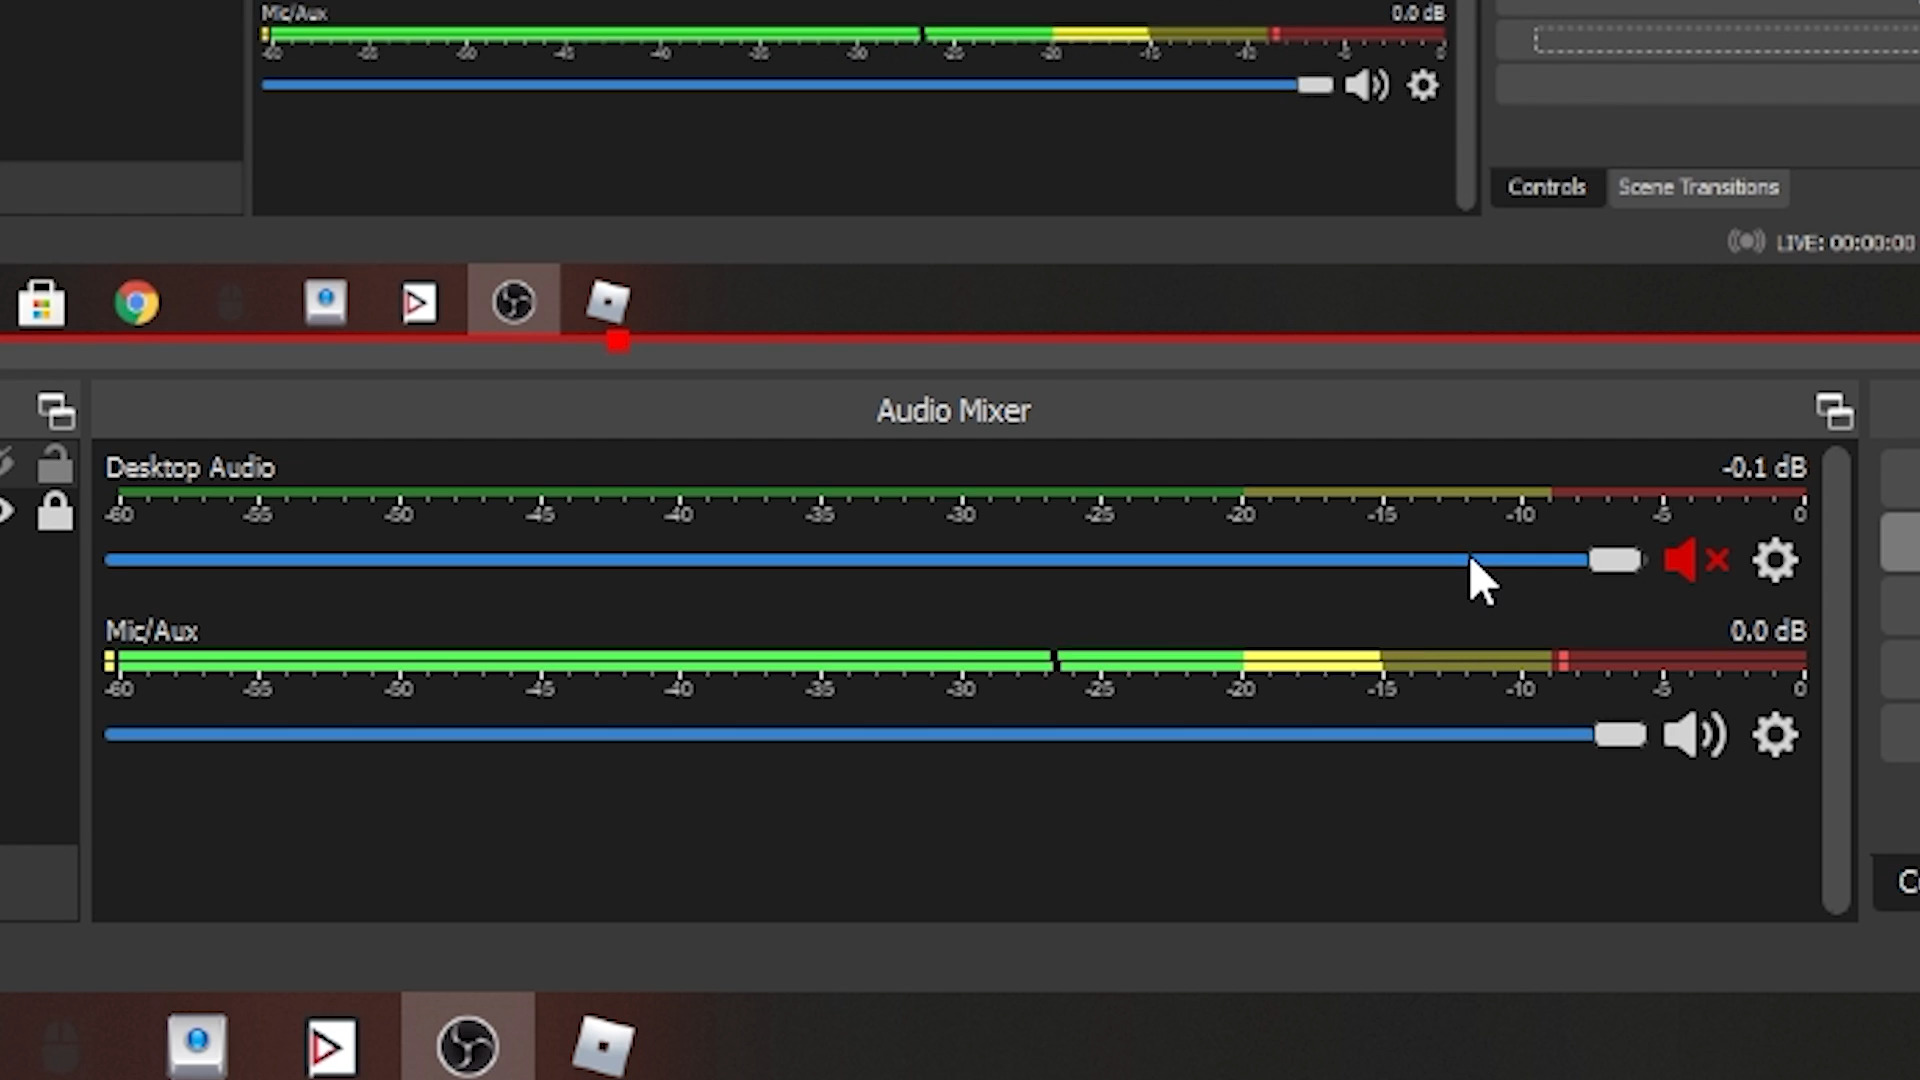 Mic/Aux 0.0 dB
-60 -55 -50 -45 -40 -35 -30 -25 -20 -15 -10 -5 0
Controls Scene Transitions
LIVE: 00:00:00
Audio Mixer
Desktop Audio -0.1 dB
-60 -55 -50 -45 -40 -35 -30 -25 -20 -15 -10 -5 0
Mic/Aux 0.0 dB
-60 -55 -50 -45 -40 -35 -30 -25 -20 -15 -10 -5 0